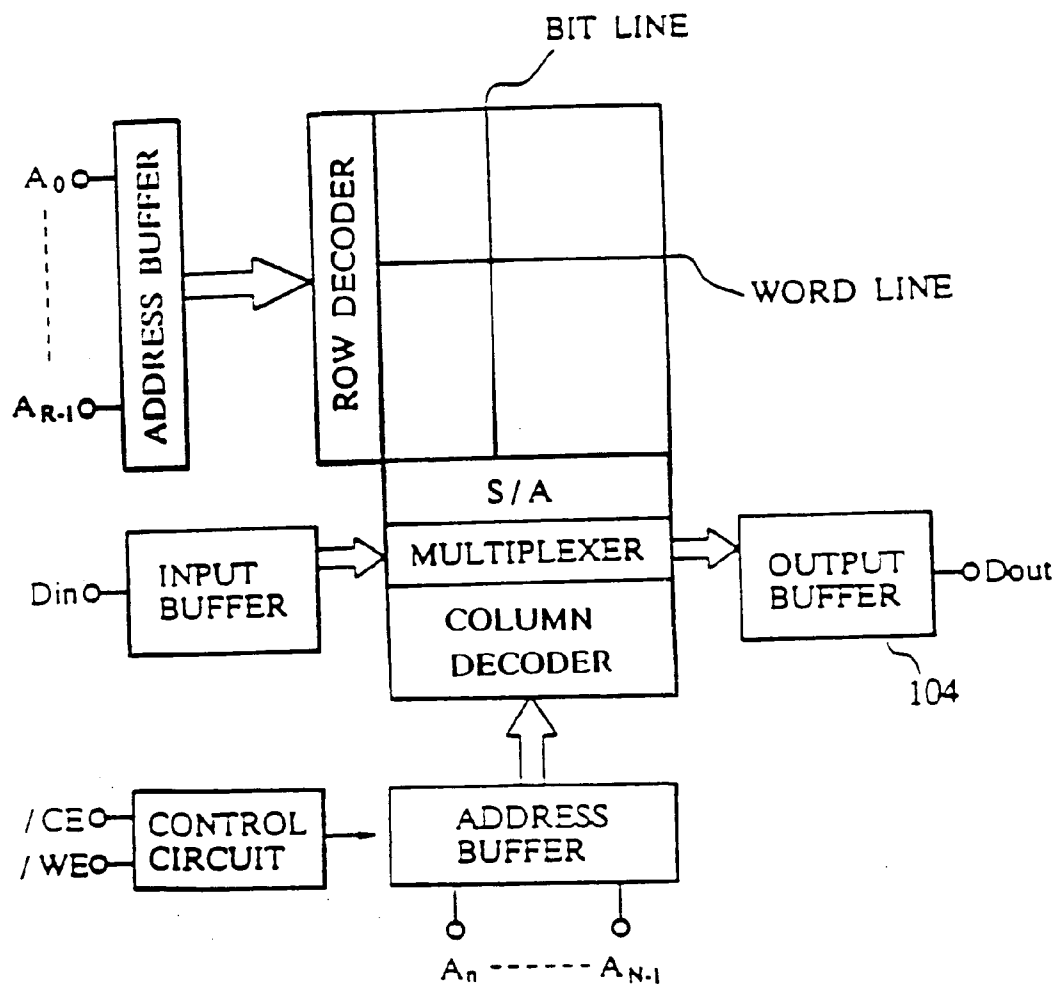 BIT LINE
A0
ADDRESS BUFFER
ROW DECODER
WORD LINE
AR-1
S/A
Din
INPUT
BUFFER
MULTIPLEXER
OUTPUT
BUFFER
Dout
COLUMN
DECODER
104
/CE
/WE
CONTROL
CIRCUIT
ADDRESS
BUFFER
An ------ AN-1